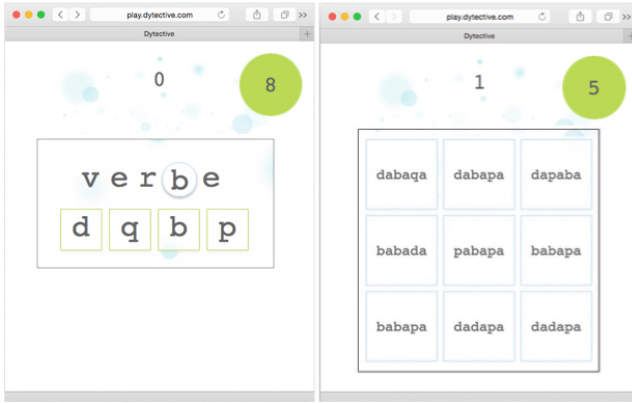 play.dytective.com
Dytective
0
8
v e r b e
d q b p
play.dytective.com
Dytective
1
5
dabaqa dabapa dapaba
babada pabapa babapa
babapa dadapa dadapa